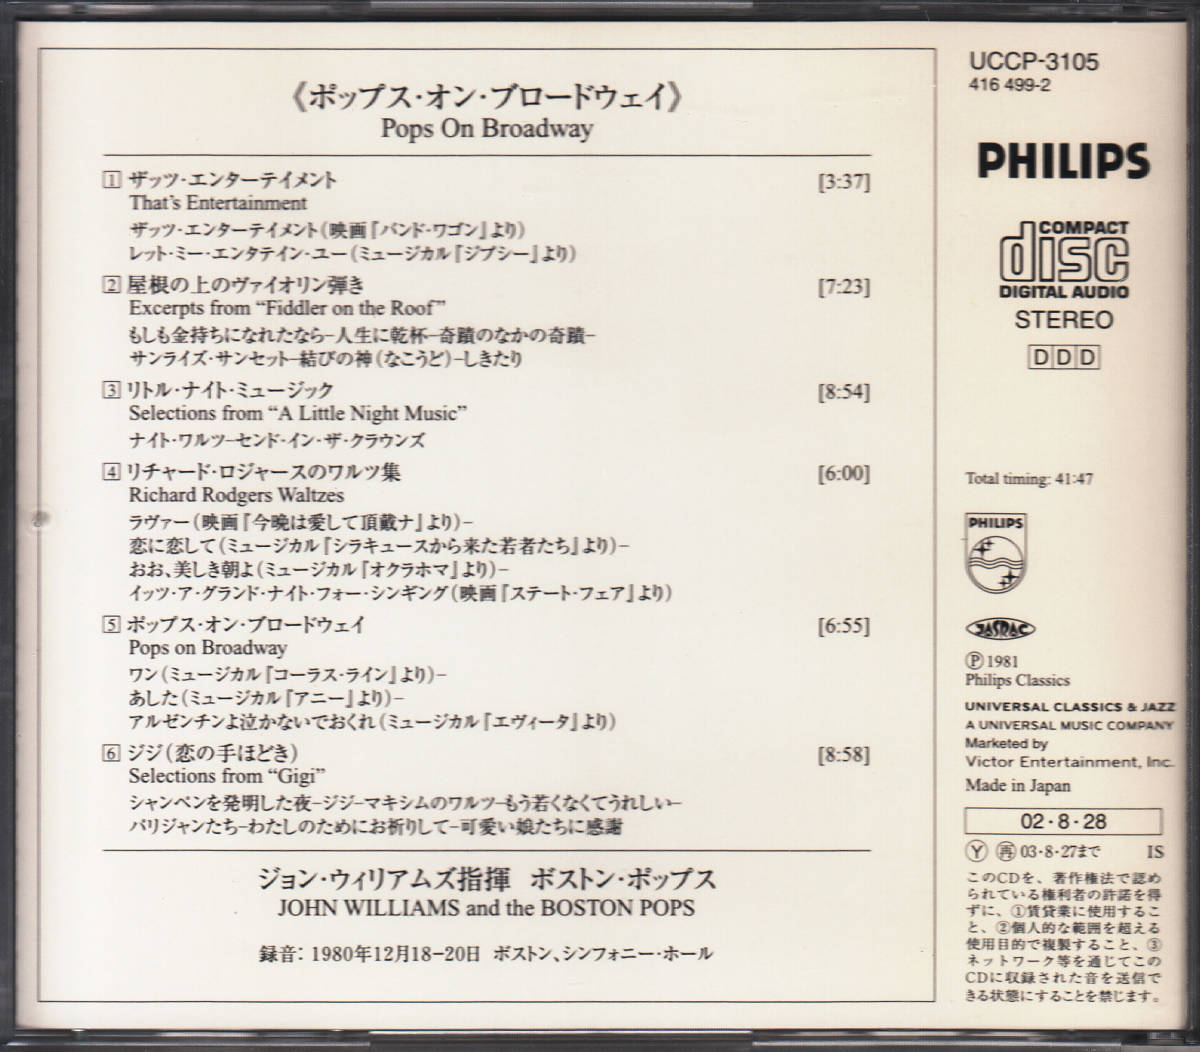 《ポップス・オン・ブロードウェイ》
Pops On Broadway
1 ザッツ・エンターテイメント [3:37]
That's Entertainment
ザッツ・エンターテイメント(映画『バンド・ワゴン』より)
レット・ミー・エンタテイン・ユー(ミュージカル『ジプシー』より)
2 屋根の上のヴァイオリン弾き [7:23]
Excerpts from “Fiddler on the Roof”
もしも金持ちになれたなら−人生に乾杯−奇蹟のなかの奇蹟−
サンライズ・サンセット−結びの神(なこうど)−しきたり
3 リトル・ナイト・ミュージック [8:54]
Selections from “A Little Night Music”
ナイト・ワルツ−センド・イン・ザ・クラウンズ
4 リチャード・ロジャースのワルツ集 [6:00]
Richard Rodgers Waltzes
ラヴァー(映画『今晩は愛して頂戴ナ』より)−
恋に恋して(ミュージカル『シラキュースから来た若者たち』より)−
おお、美しき朝よ(ミュージカル『オクラホマ』より)−
イッツ・ア・グランド・ナイト・フォー・シンギング(映画『ステート・フェア』より)
5 ポップス・オン・ブロードウェイ [6:55]
Pops on Broadway
ワン(ミュージカル『コーラス・ライン』より)−
あした(ミュージカル『アニー』より)−
アルゼンチンよ泣かないでおくれ(ミュージカル『エヴィータ』より)
6 ジジ(恋の手ほどき) [8:58]
Selections from “Gigi”
シャンペンを発明した夜−ジジ−マキシムのワルツ−もう若くなくてうれしい−
パリジャンたち−わたしのためにお祈りして−可愛い娘たちに感謝
ジョン・ウィリアムズ指揮 ボストン・ポップス
JOHN WILLIAMS and the BOSTON POPS
録音：1980年12月18−20日 ボストン、シンフォニー・ホール
UCCP-3105
416 499-2
PHILIPS
COMPACT
disc
DIGITAL AUDIO
STEREO
DDD
Total timing: 41:47
PHILIPS
JASRAC
Ⓟ 1981
Philips Classics
UNIVERSAL CLASSICS & JAZZ
A UNIVERSAL MUSIC COMPANY
Marketed by
Victor Entertainment, Inc.
Made in Japan
02・8・28
Ⓨ ㊢ 03・8・27まで IS
このCDを、著作権法で認め
られている権利者の許諾を得
ずに、①賃貸業に使用するこ
と、②個人的な範囲を超える
使用目的で複製すること、③
ネットワーク等を通じてこの
CDに収録された音を送信で
きる状態にすることを禁じます。